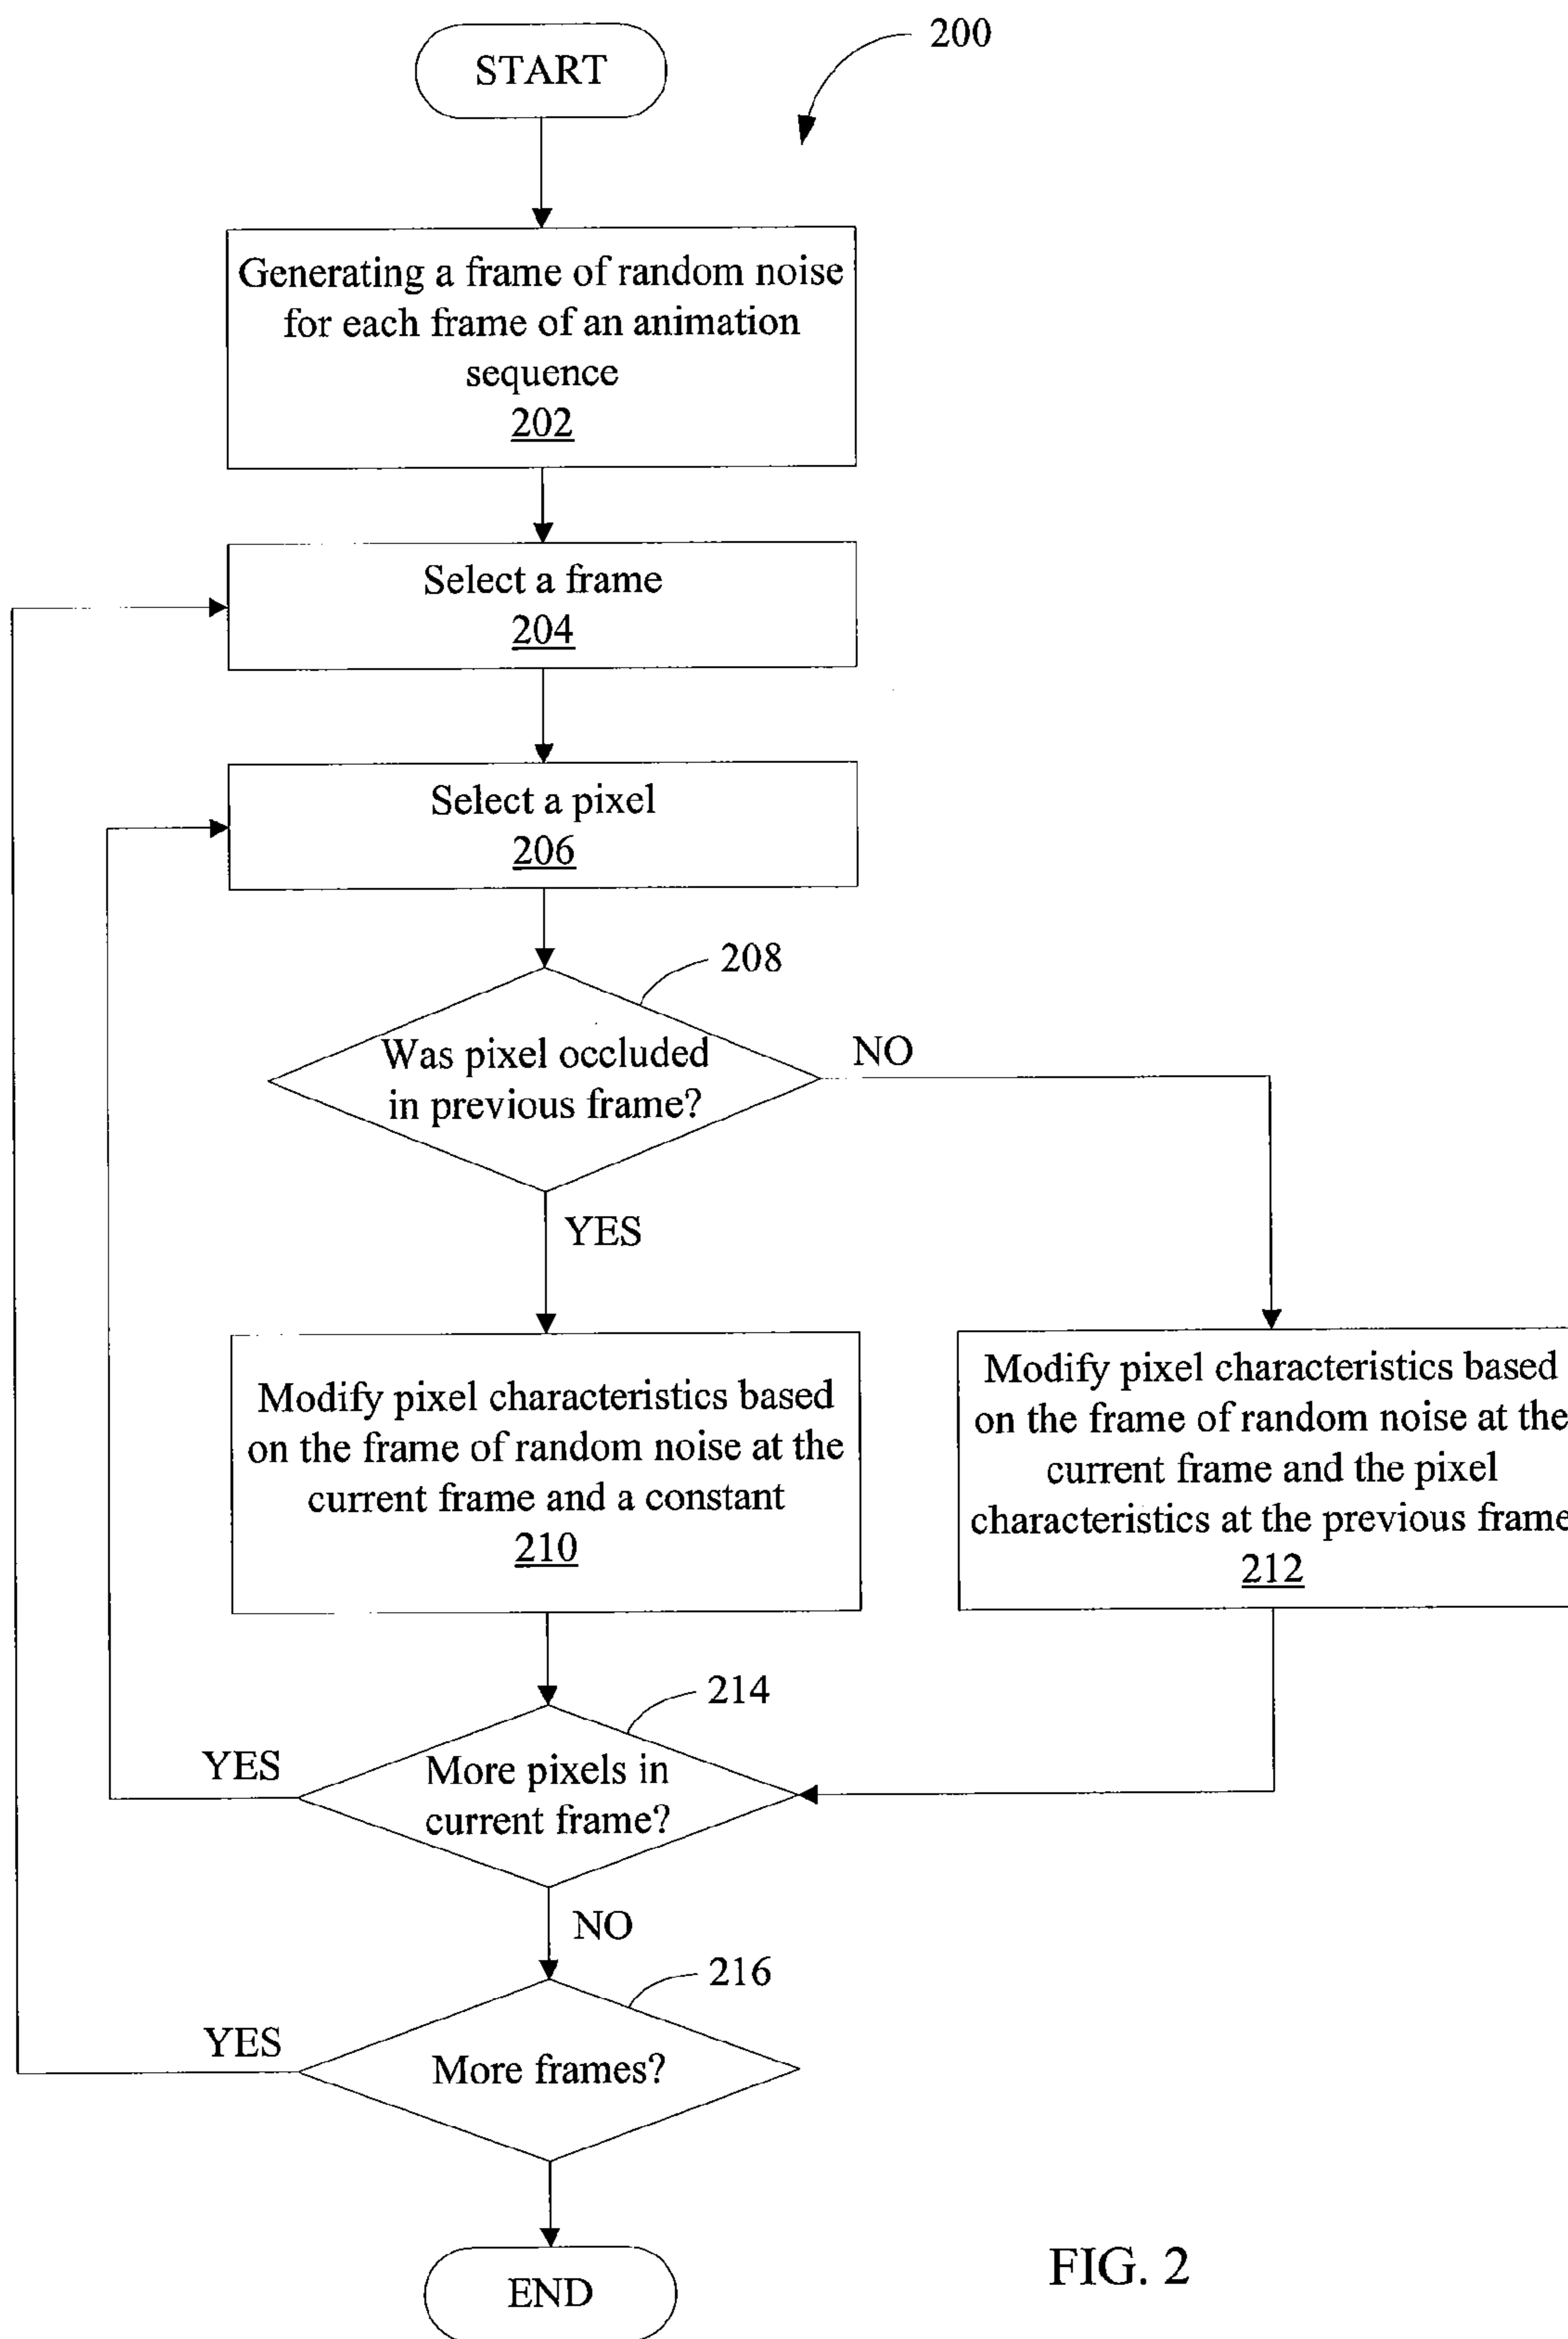 START
200
Generating a frame of random noise
for each frame of an animation
sequence
202
Select a frame
204
Select a pixel
206
208
Was pixel occluded
in previous frame?
NO
YES
Modify pixel characteristics based
on the frame of random noise at the
current frame and a constant
210
Modify pixel characteristics based
on the frame of random noise at the
current frame and the pixel
characteristics at the previous frame
212
214
YES
More pixels in
current frame?
NO
216
YES
More frames?
END
FIG. 2